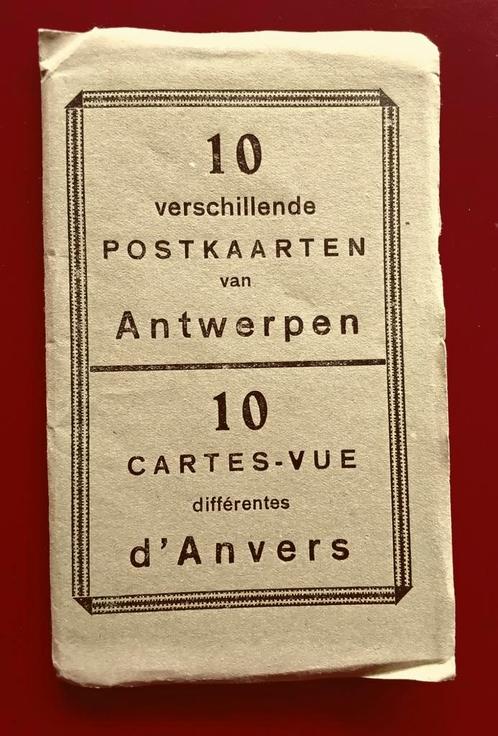 10
verschillende
POSTKAARTEN
van
Antwerpen
10
CARTES-VUE
différentes
d'Anvers